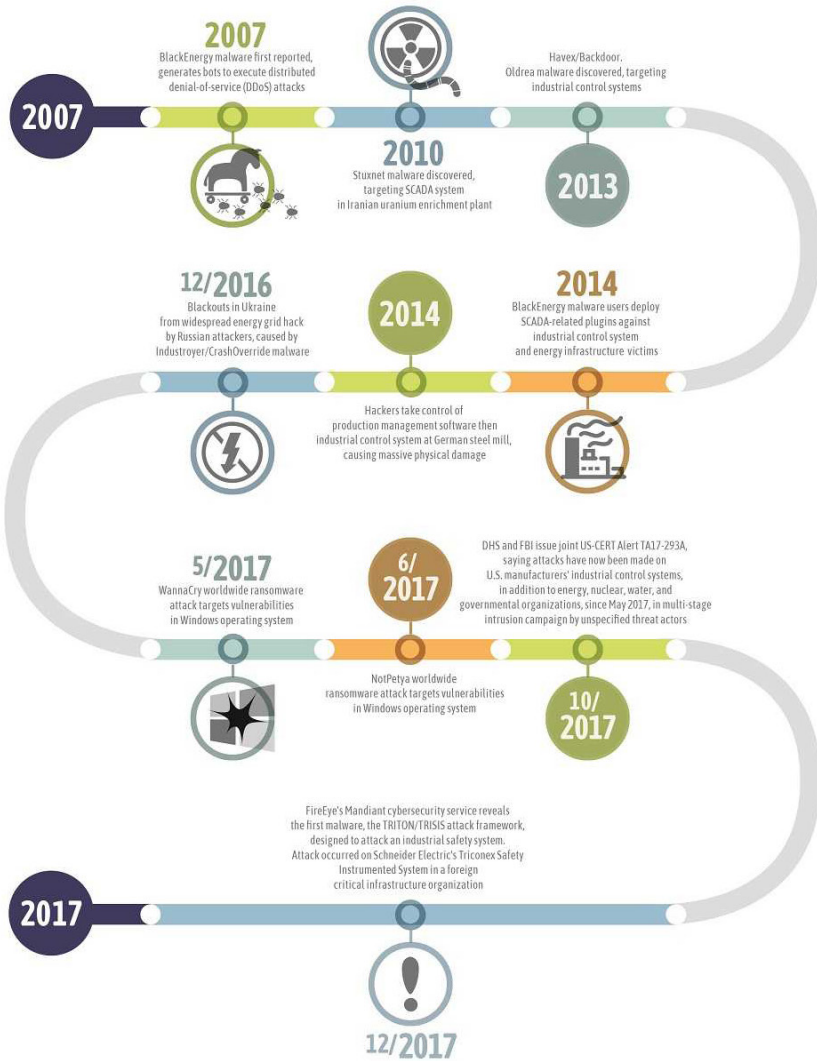 2007
2007
BlackEnergy malware first reported,
generates bots to execute distributed
denial-of-service (DDoS) attacks
2010
Stuxnet malware discovered,
targeting SCADA system
in Iranian uranium enrichment plant
Havex/Backdoor.
Oldrea malware discovered, targeting
industrial control systems
2013
2014
BlackEnergy malware users deploy
SCADA-related plugins against
industrial control system
and energy infrastructure victims
2014
Hackers take control of
production management software then
industrial control system at German steel mill,
causing massive physical damage
12/2016
Blackouts in Ukraine
from widespread energy grid hack
by Russian attackers, caused by
Industroyer/CrashOverride malware
5/2017
WannaCry worldwide ransomware
attack targets vulnerabilities
in Windows operating system
6/
2017
NotPetya worldwide
ransomware attack targets vulnerabilities
in Windows operating system
DHS and FBI issue joint US-CERT Alert TA17-293A,
saying attacks have now been made on
U.S. manufacturers' industrial control systems,
in addition to energy, nuclear, water, and
governmental organizations, since May 2017, in multi-stage
intrusion campaign by unspecified threat actors
10/
2017
FireEye's Mandiant cybersecurity service reveals
the first malware, the TRITON/TRISIS attack framework,
designed to attack an industrial safety system.
Attack occurred on Schneider Electric's Triconex Safety
Instrumented System in a foreign
critical infrastructure organization
2017
12/2017